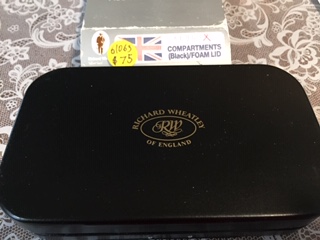 61063
$75
COMPARTMENTS
(Black)/FOAM LID
RICHARD WHEATLEY
RW
OF ENGLAND